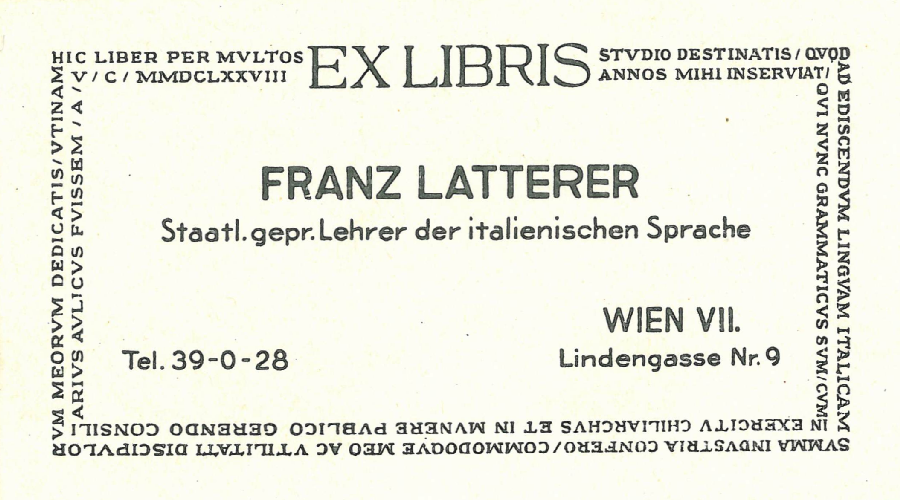 HIC LIBER PER MVLTOS
V / C / MMDCLXXVIII
EX LIBRIS
STVDIO DESTINATIS / QVOD
ANNOS MIHI INSERVIAT/
AD EDISCENDVM LINGVAM ITALICAM
QVI NVNC GRAMMATICVS SVM/CVM
SVMMA INDVSTRIA CONFERO/COMMODOQVE MEO AC VTILITATI DISCIPVLOR
IN EXERCITV CHILIARCHVS ET IN MVNERE PVBLICO GERENDO CONSILI
VM MEORVM DEDICATIS/VTINAM
ARIVS AVLICVS FVISSEM / A /
FRANZ LATTERER
Staatl.gepr.Lehrer der italienischen Sprache
WIEN VII.
Tel. 39-0-28
Lindengasse Nr. 9